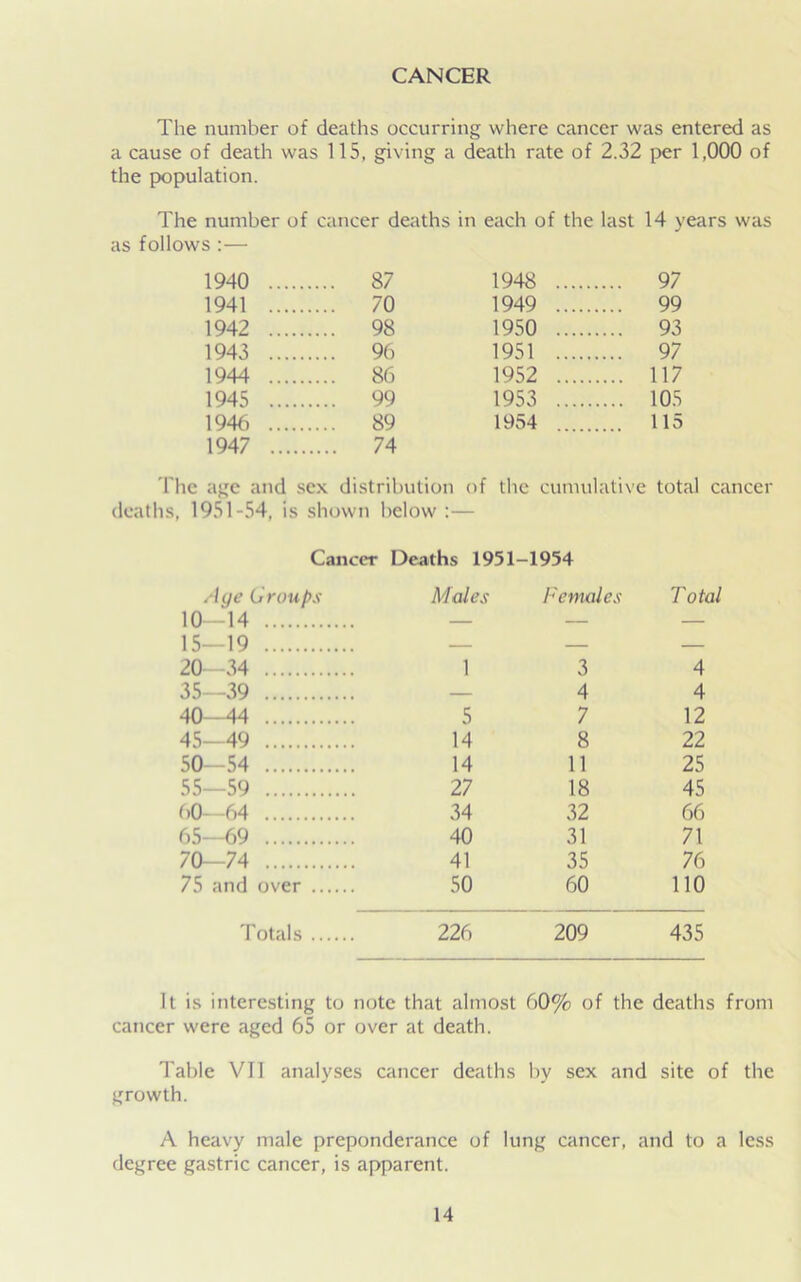 CANCER
The number of deaths occurring where cancer was entered as
a cause of death was 115, giving a death rate of 2.32 per 1,000 of
the population.
The number of cancer deaths in each of the last 14 years was
as follows :—
1940 .......... 87 1948 .......... 97
1941 .......... 70 1949 .......... 99
1942 .......... 98 1950 .......... 93
1943 .......... 96 1951 .......... 97
1944 .......... 86 1952 .......... 117
1945 .......... 99 1953 .......... 105
1946 .......... 89 1954 .......... 115
1947 .......... 74
The age and sex distribution of the cumulative total cancer
deaths, 1951-54, is shown below :—
Cancer Deaths 1951–1954
Age Groups Males Females Total
10—14 ............. — — —
15—19 ............. — — —
20—34 ............. 1 3 4
35—39 ............. — 4 4
40—44 ............. 5 7 12
45—49 ............. 14 8 22
50—54 ............. 14 11 25
55—59 ............. 27 18 45
60—64 ............. 34 32 66
65—69 ............. 40 31 71
70—74 ............. 41 35 76
75 and over ...... 50 60 110
Totals ...... 226 209 435
It is interesting to note that almost 60% of the deaths from
cancer were aged 65 or over at death.
Table VII analyses cancer deaths by sex and site of the
growth.
A heavy male preponderance of lung cancer, and to a less
degree gastric cancer, is apparent.
14